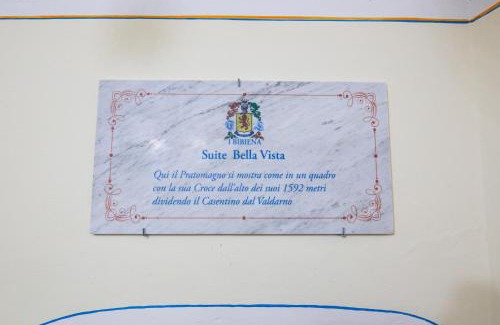 I BIBIENA
Suite Bella Vista
Qui il Pratomagno si mostra come in un quadro
con la sua Croce dall'alto dei suoi 1592 metri
dividendo il Casentino dal Valdarno